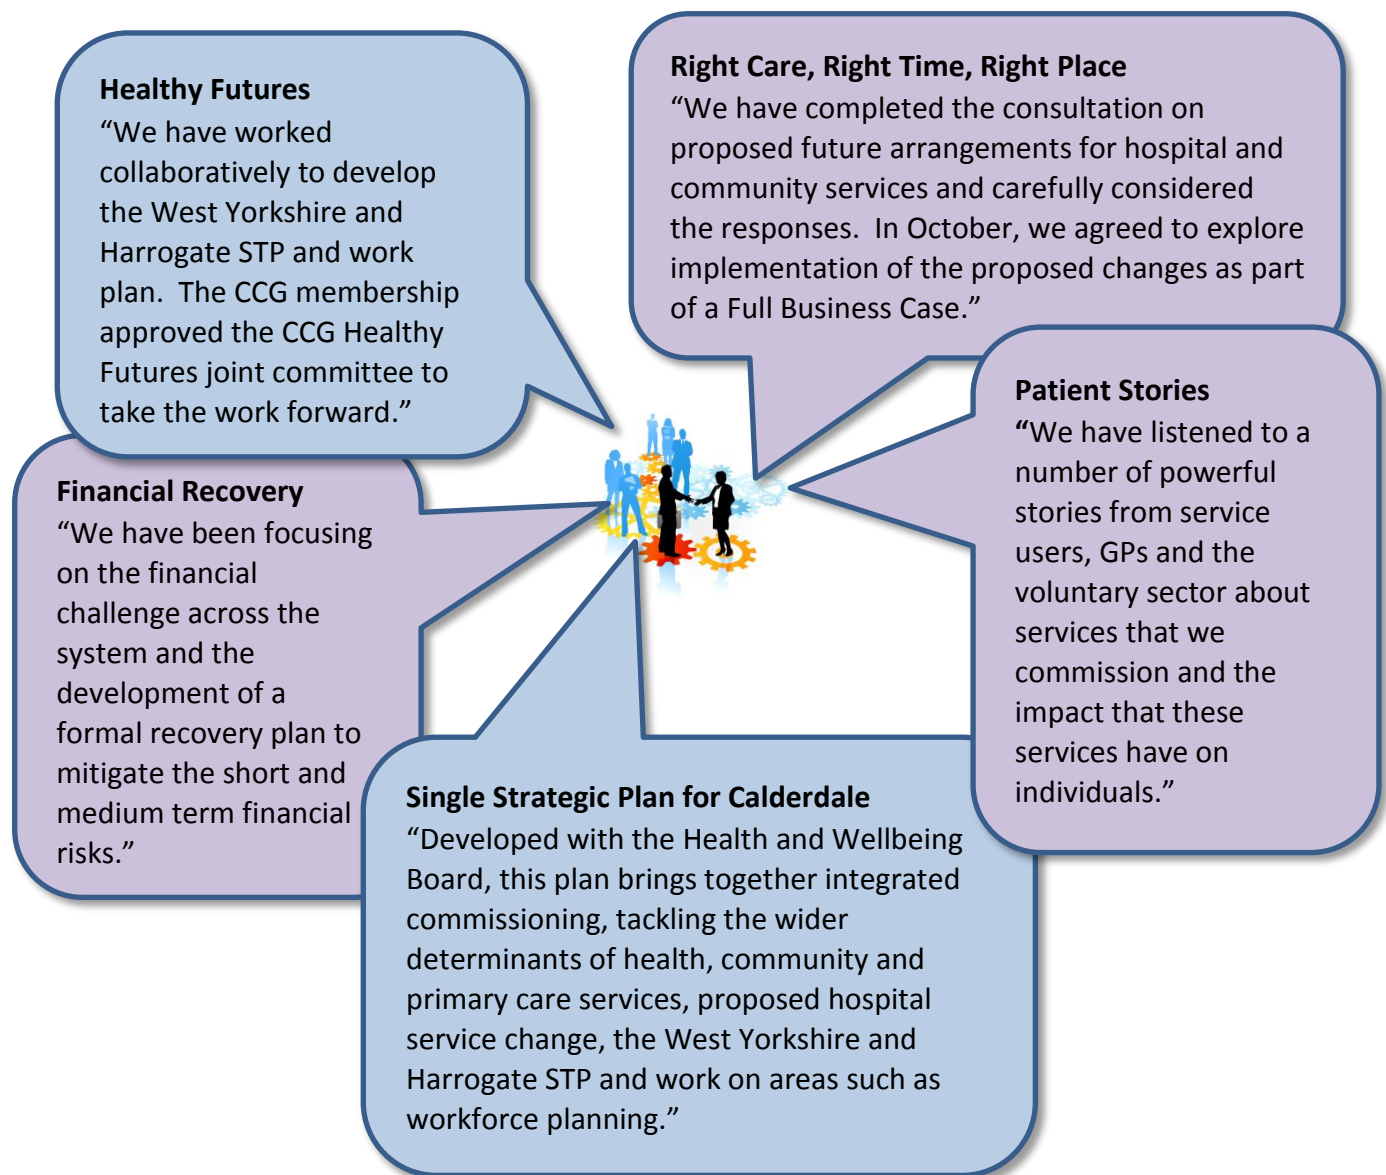 Healthy Futures
“We have worked
collaboratively to develop
the West Yorkshire and
Harrogate STP and work
plan.  The CCG membership
approved the CCG Healthy
Futures joint committee to
take the work forward.”
Right Care, Right Time, Right Place
“We have completed the consultation on
proposed future arrangements for hospital and
community services and carefully considered
the responses.  In October, we agreed to explore
implementation of the proposed changes as part
of a Full Business Case.”
Patient Stories
“We have listened to a
number of powerful
stories from service
users, GPs and the
voluntary sector about
services that we
commission and the
impact that these
services have on
individuals.”
Financial Recovery
“We have been focusing
on the financial
challenge across the
system and the
development of a
formal recovery plan to
mitigate the short and
medium term financial
risks.”
Single Strategic Plan for Calderdale
“Developed with the Health and Wellbeing
Board, this plan brings together integrated
commissioning, tackling the wider
determinants of health, community and
primary care services, proposed hospital
service change, the West Yorkshire and
Harrogate STP and work on areas such as
workforce planning.”